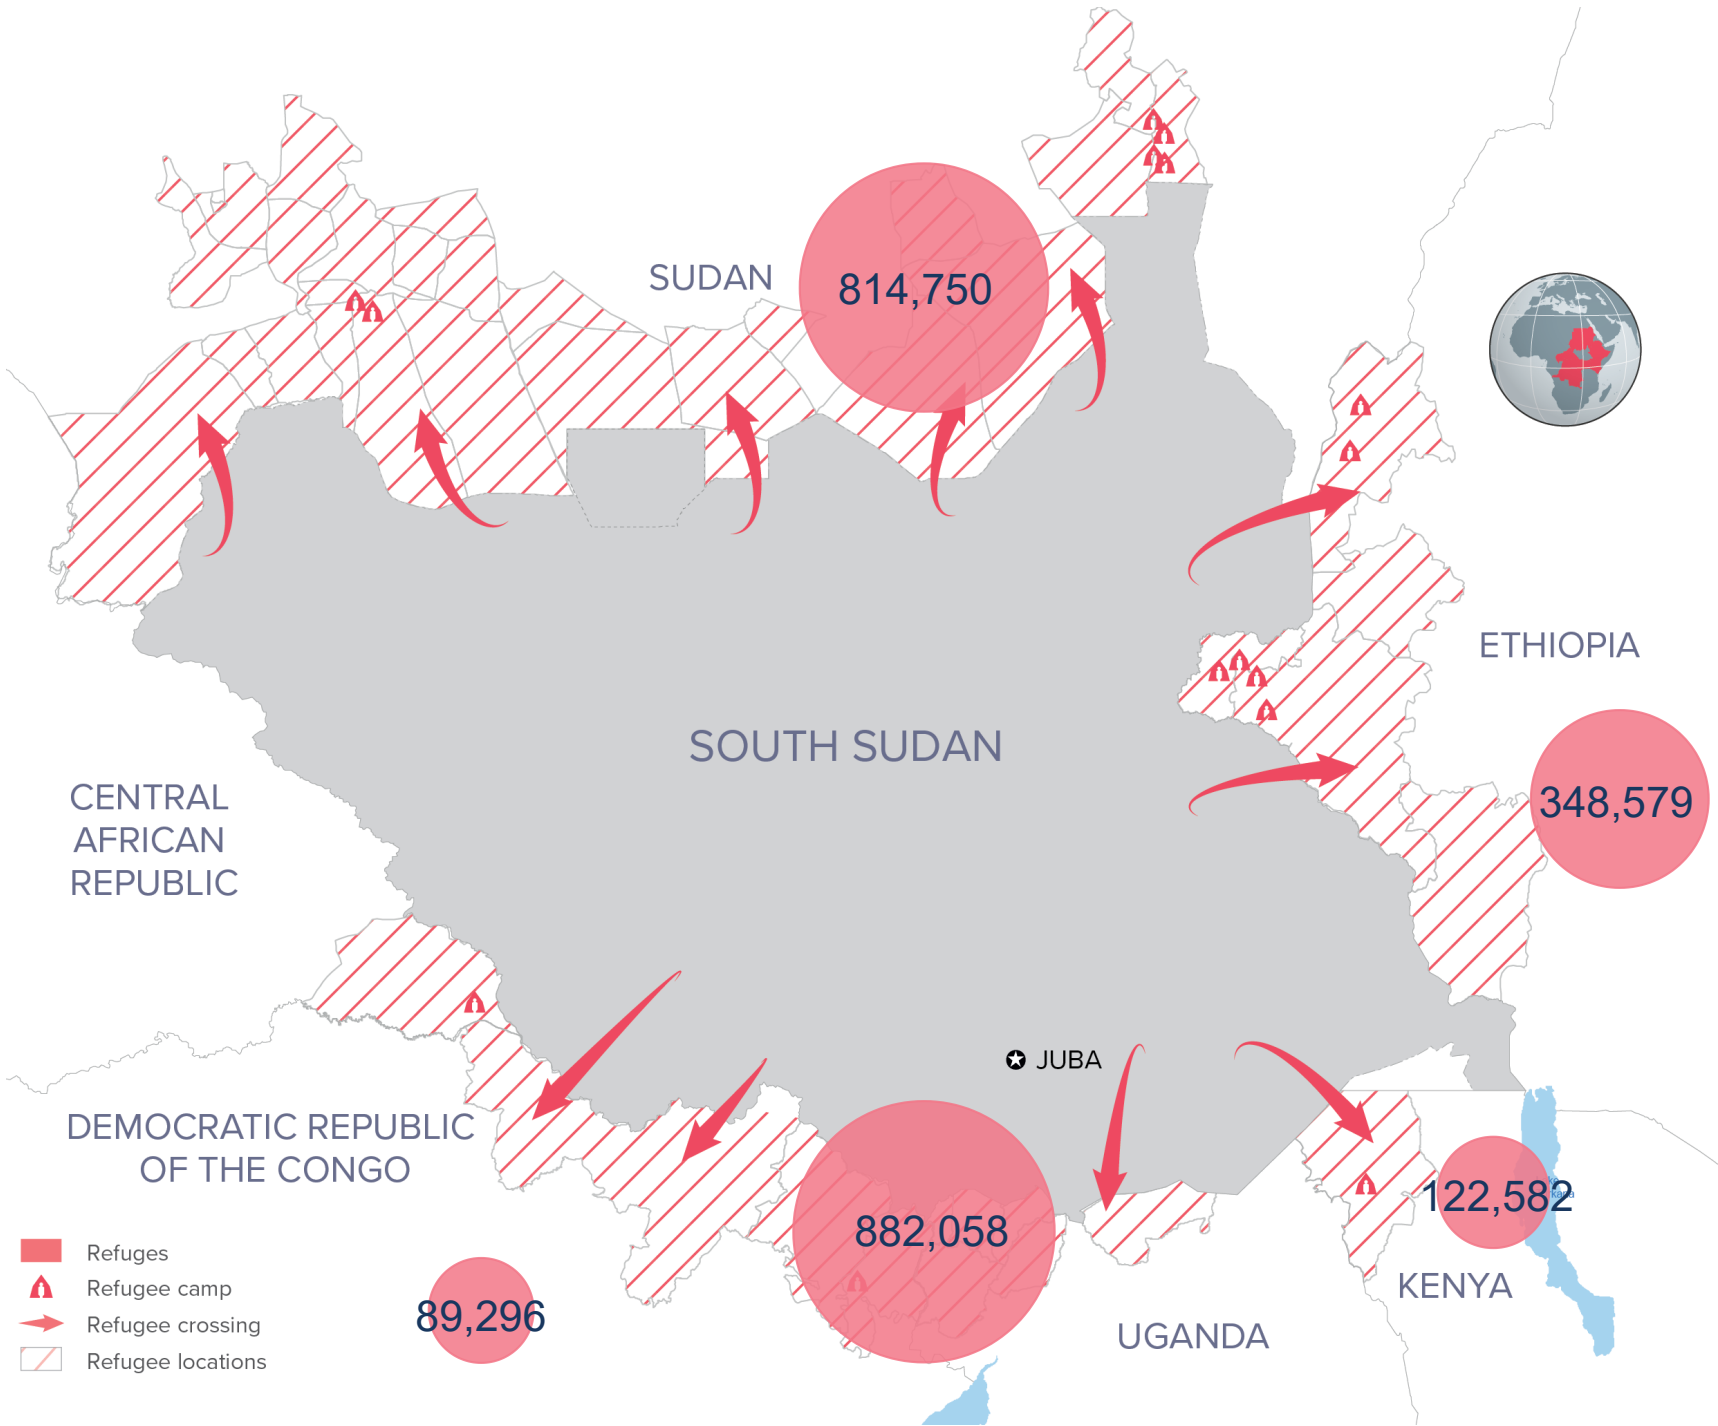 SUDAN
814,750
ETHIOPIA
SOUTH SUDAN
348,579
CENTRAL
AFRICAN
REPUBLIC
JUBA
DEMOCRATIC REPUBLIC
OF THE CONGO
882,058
122,582
KENYA
UGANDA
89,296
Refuges
Refugee camp
Refugee crossing
Refugee locations